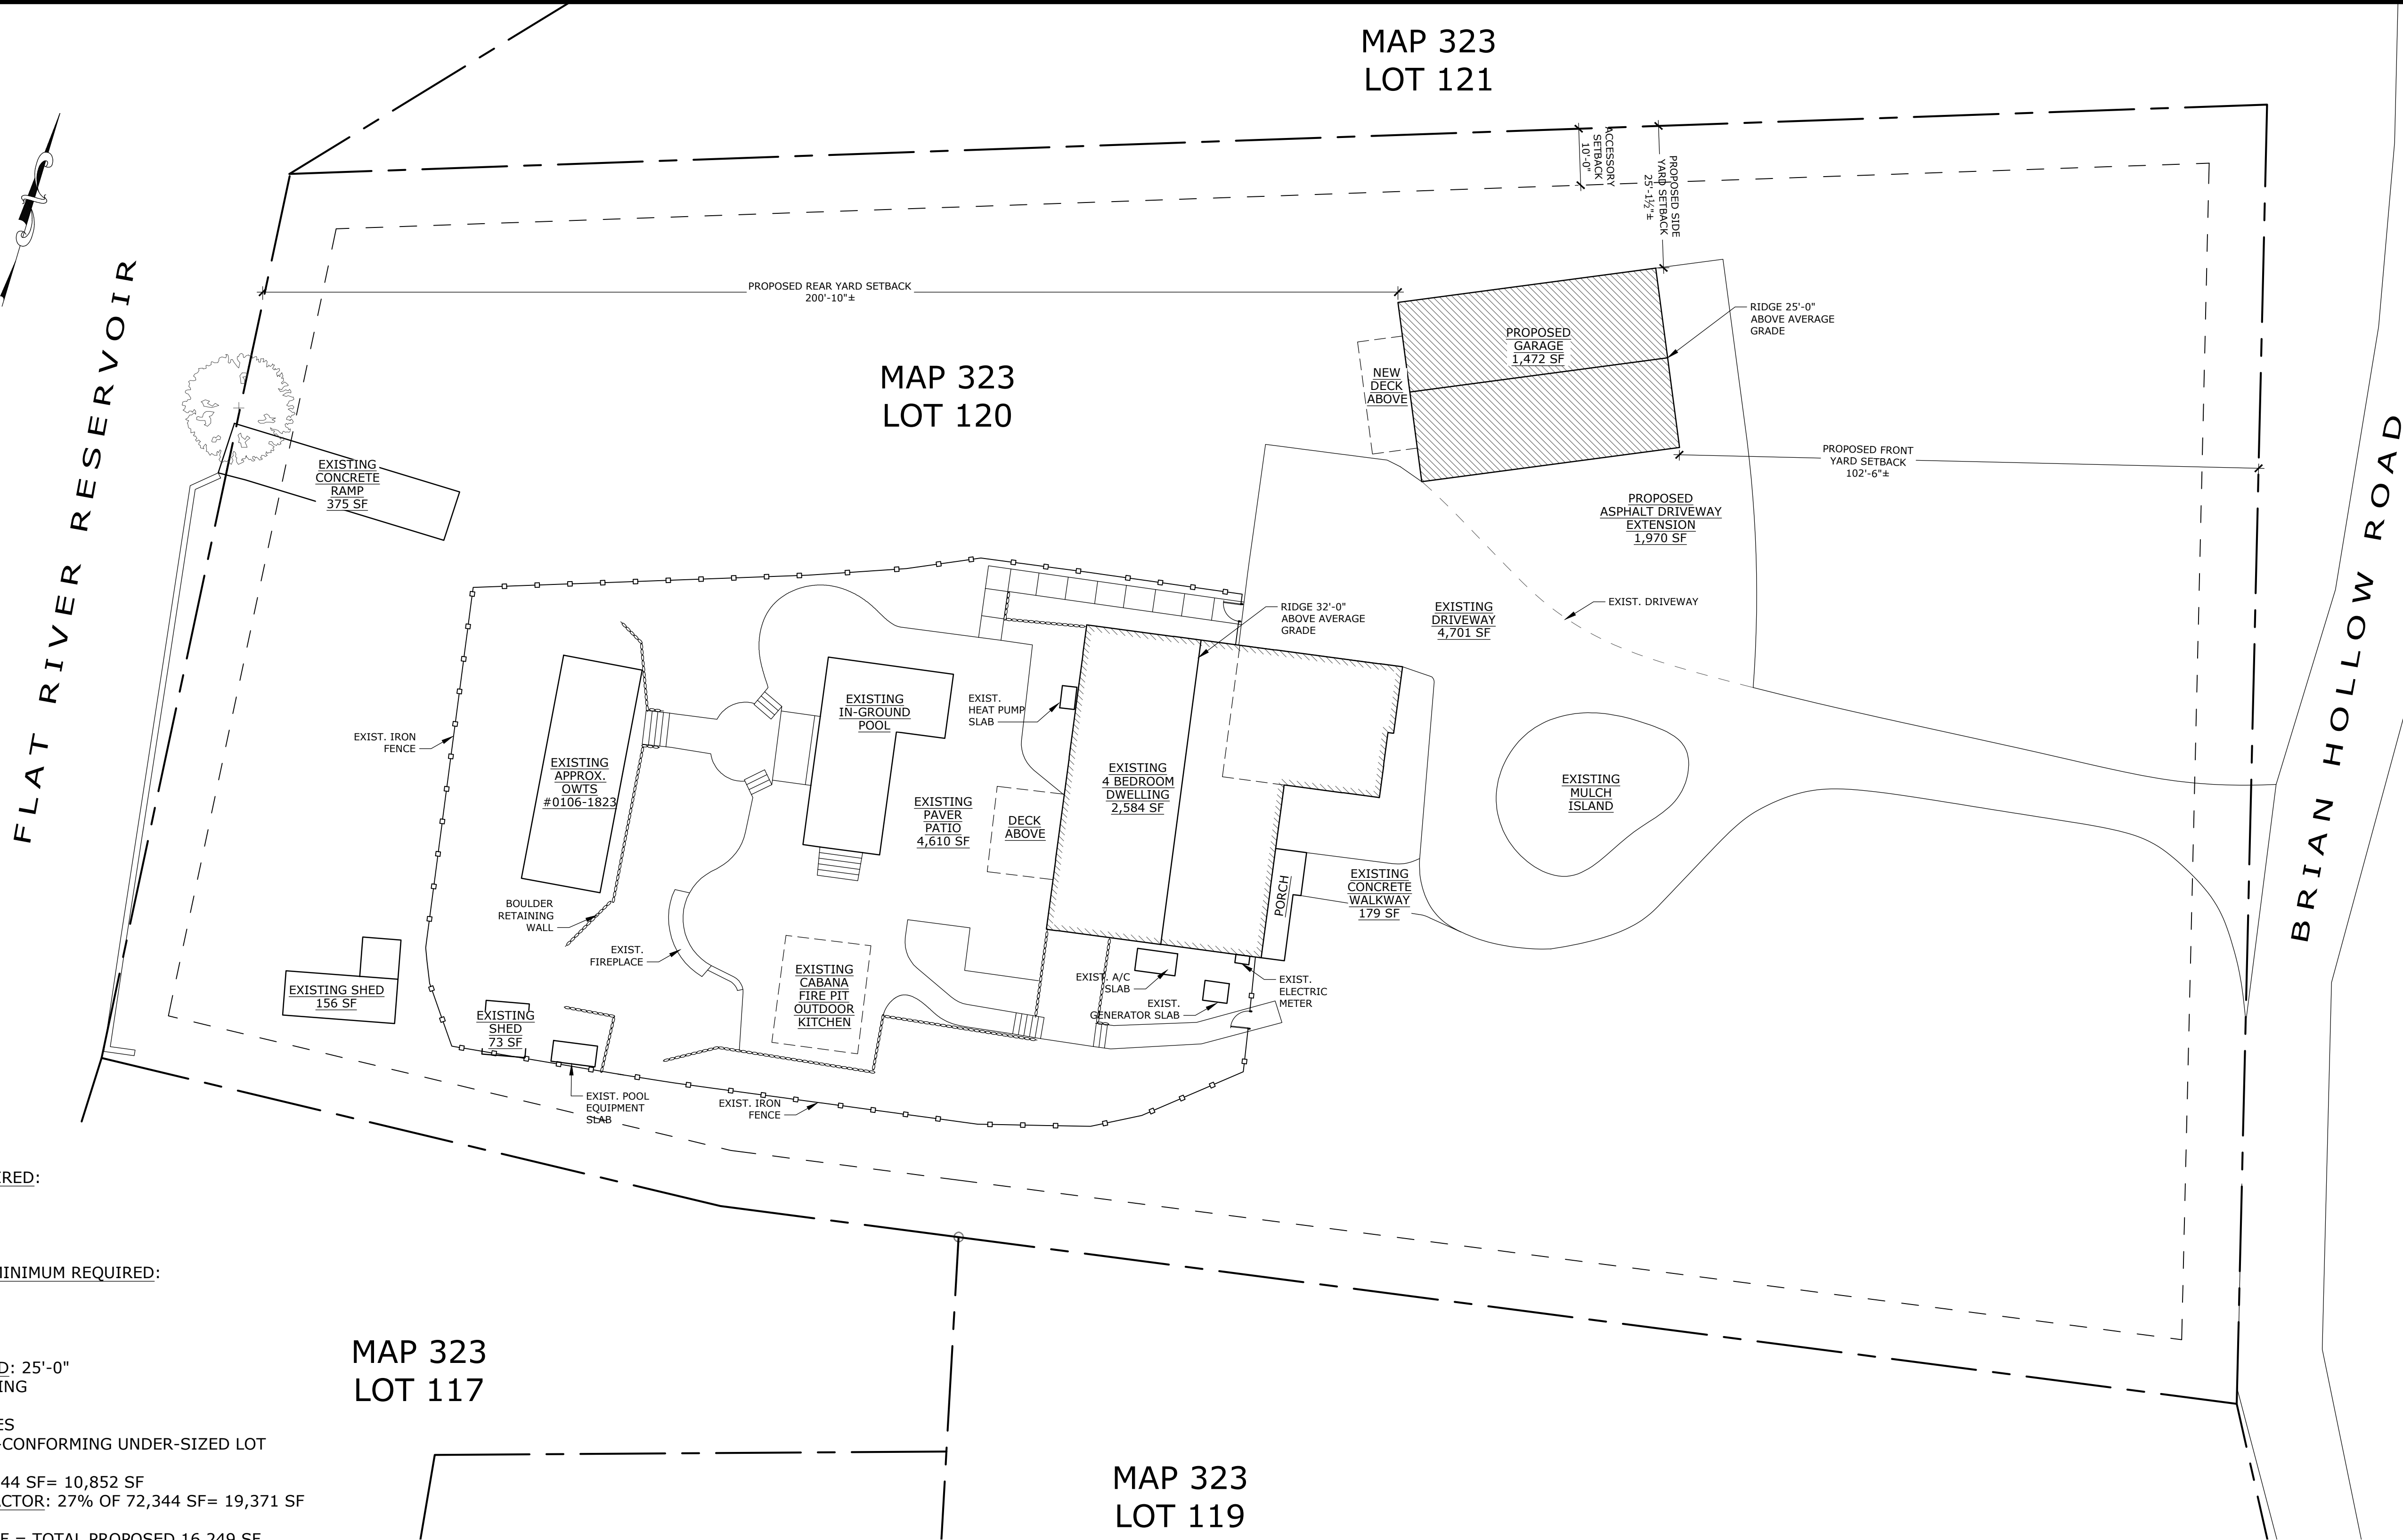 MAP 323
LOT 121
ACCESSORY
SETBACK
10'-0"
PROPOSED SIDE
YARD SETBACK
25'-1½"±
PROPOSED REAR YARD SETBACK
200'-10"±
RIDGE 25'-0"
ABOVE AVERAGE
GRADE
PROPOSED
GARAGE
1,472 SF
NEW
DECK
ABOVE
MAP 323
LOT 120
FLAT RIVER RESERVOIR
BRIAN HOLLOW ROAD
PROPOSED FRONT
YARD SETBACK
102'-6"±
EXISTING
CONCRETE
RAMP
375 SF
PROPOSED
ASPHALT DRIVEWAY
EXTENSION
1,970 SF
EXIST. DRIVEWAY
EXISTING
DRIVEWAY
4,701 SF
RIDGE 32'-0"
ABOVE AVERAGE
GRADE
EXIST.
HEAT PUMP
SLAB
EXISTING
IN-GROUND
POOL
EXIST. IRON
FENCE
EXISTING
APPROX.
OWTS
#0106-1823
EXISTING
4 BEDROOM
DWELLING
2,584 SF
EXISTING
MULCH
ISLAND
EXISTING
PAVER
PATIO
4,610 SF
DECK
ABOVE
PORCH
EXISTING
CONCRETE
WALKWAY
179 SF
BOULDER
RETAINING
WALL
EXIST.
FIREPLACE
EXISTING
CABANA
FIRE PIT
OUTDOOR
KITCHEN
EXIST. A/C
SLAB
EXIST.
GENERATOR SLAB
EXIST.
ELECTRIC
METER
EXISTING SHED
156 SF
EXISTING
SHED
73 SF
EXIST. POOL
EQUIPMENT
SLAB
EXIST. IRON
FENCE
IRED:
MINIMUM REQUIRED:
D: 25'-0"
ING
ES
-CONFORMING UNDER-SIZED LOT
44 SF= 10,852 SF
ACTOR: 27% OF 72,344 SF= 19,371 SF
F = TOTAL PROPOSED 16,249 SF
MAP 323
LOT 117
MAP 323
LOT 119